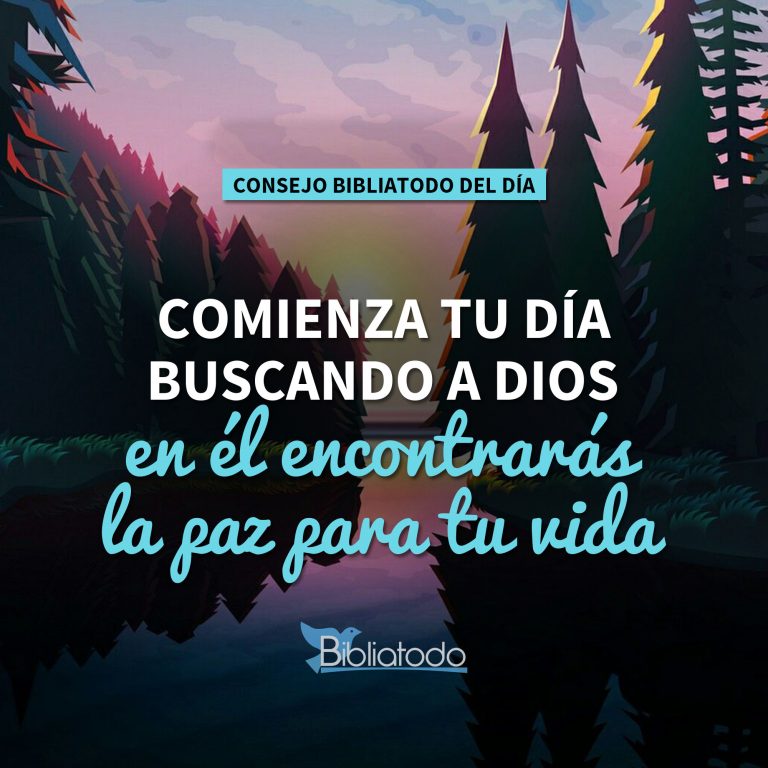 CONSEJO BIBLIATODO DEL DÍA
COMIENZA TU DÍA
BUSCANDO A DIOS
en él encontrarás
la paz para tu vida
Bibliatodo